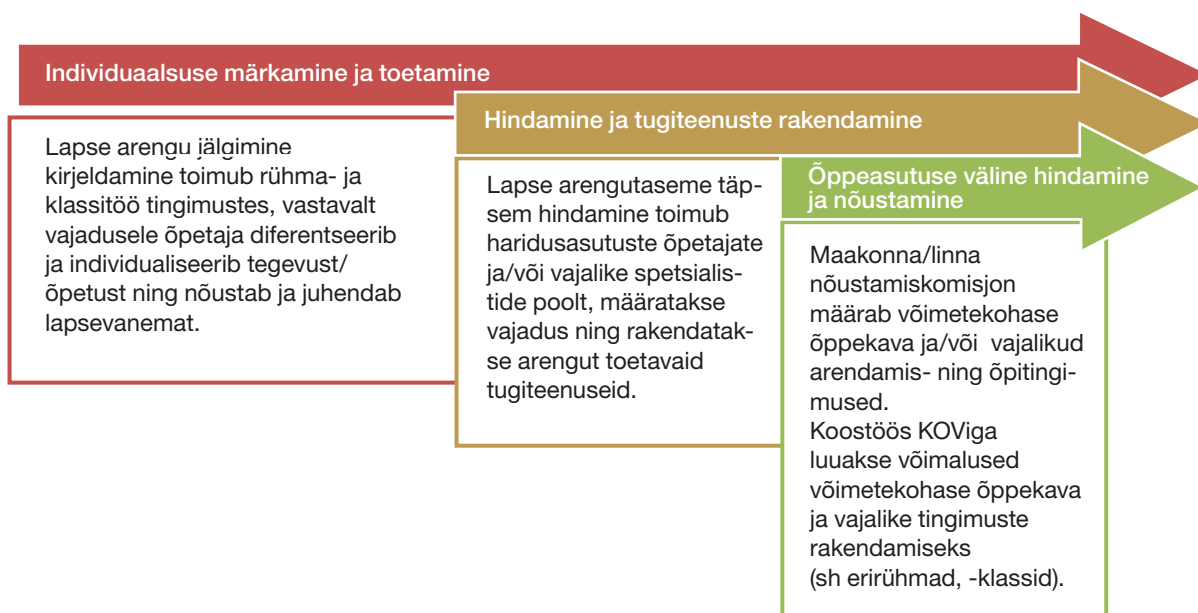 Individuaalsuse märkamine ja toetamine
Lapse arengu jälgimine
kirjeldamine toimub rühma- ja
klassitöö tingimustes, vastavalt
vajadusele õpetaja diferentseerib
ja individualiseerib tegevust/
õpetust ning nõustab ja juhendab
lapsevanemat.
Hindamine ja tugiteenuste rakendamine
Lapse arengutaseme täp-
sem hindamine toimub
haridusasutuste õpetajate
ja/või vajalike spetsialis-
tide poolt, määratakse
vajadus ning rakendatak-
se arengut toetavaid
tugiteenuseid.
Õppeasutuse väline hindamine
ja nõustamine
Maakonna/linna
nõustamiskomisjon
määrab võimetekohase
õppekava ja/või vajalikud
arendamis- ning õpitingi-
mused.
Koostöös KOViga
luuakse võimalused
võimetekohase õppekava
ja vajalike tingimuste
rakendamiseks
(sh erirühmad, -klassid).